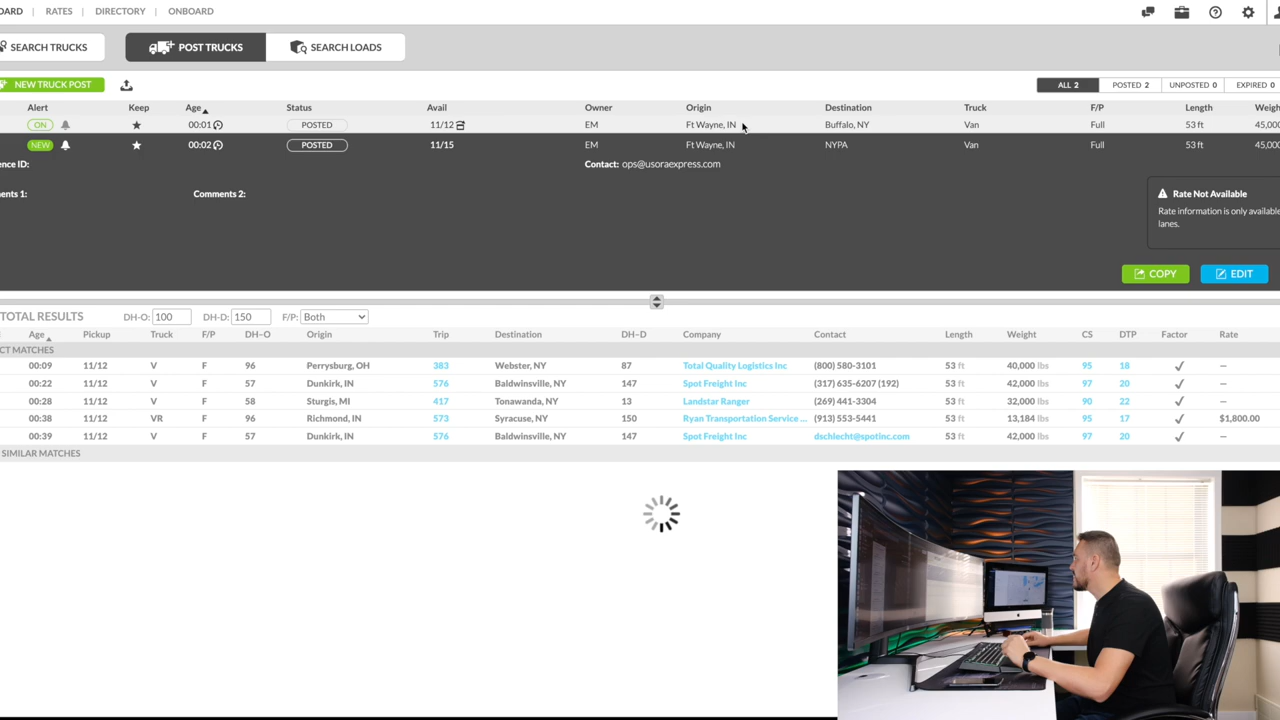 OARD | RATES | DIRECTORY | ONBOARD
SEARCH TRUCKS POST TRUCKS SEARCH LOADS
NEW TRUCK POST ALL 2 POSTED 2 UNPOSTED 0 EXPIRED 0
Alert Keep Age Status Avail Owner Origin Destination Truck F/P Length Weigh
ON 00:01 POSTED 11/12 EM Ft Wayne, IN Buffalo, NY Van Full 53 ft 45,000
NEW 00:02 POSTED 11/15 EM Ft Wayne, IN NYPA Van Full 53 ft 45,000
ence ID: Contact: ops@usoraexpress.com
ents 1: Comments 2: Rate Not Available
Rate information is only available
lanes.
COPY EDIT
TOTAL RESULTS DH-O: 100 DH-D: 150 F/P: Both
Age Pickup Truck F/P DH-O Origin Trip Destination DH-D Company Contact Length Weight CS DTP Factor Rate
CT MATCHES
00:09 11/12 V F 96 Perrysburg, OH 383 Webster, NY 87 Total Quality Logistics Inc (800) 580-3101 53 ft 40,000 lbs 95 18 ✓ –
00:22 11/12 V F 57 Dunkirk, IN 576 Baldwinsville, NY 147 Spot Freight Inc (317) 635-6207 (192) 53 ft 42,000 lbs 97 20 ✓ –
00:28 11/12 V F 58 Sturgis, MI 417 Tonawanda, NY 13 Landstar Ranger (269) 441-3304 53 ft 32,000 lbs 90 22 ✓ –
00:38 11/12 VR F 96 Richmond, IN 573 Syracuse, NY 150 Ryan Transportation Service ... (913) 553-5441 53 ft 13,184 lbs 95 17 ✓ $1,800.00
00:39 11/12 V F 57 Dunkirk, IN 576 Baldwinsville, NY 147 Spot Freight Inc dschlecht@spotinc.com 53 ft 42,000 lbs 97 20 ✓ –
SIMILAR MATCHES